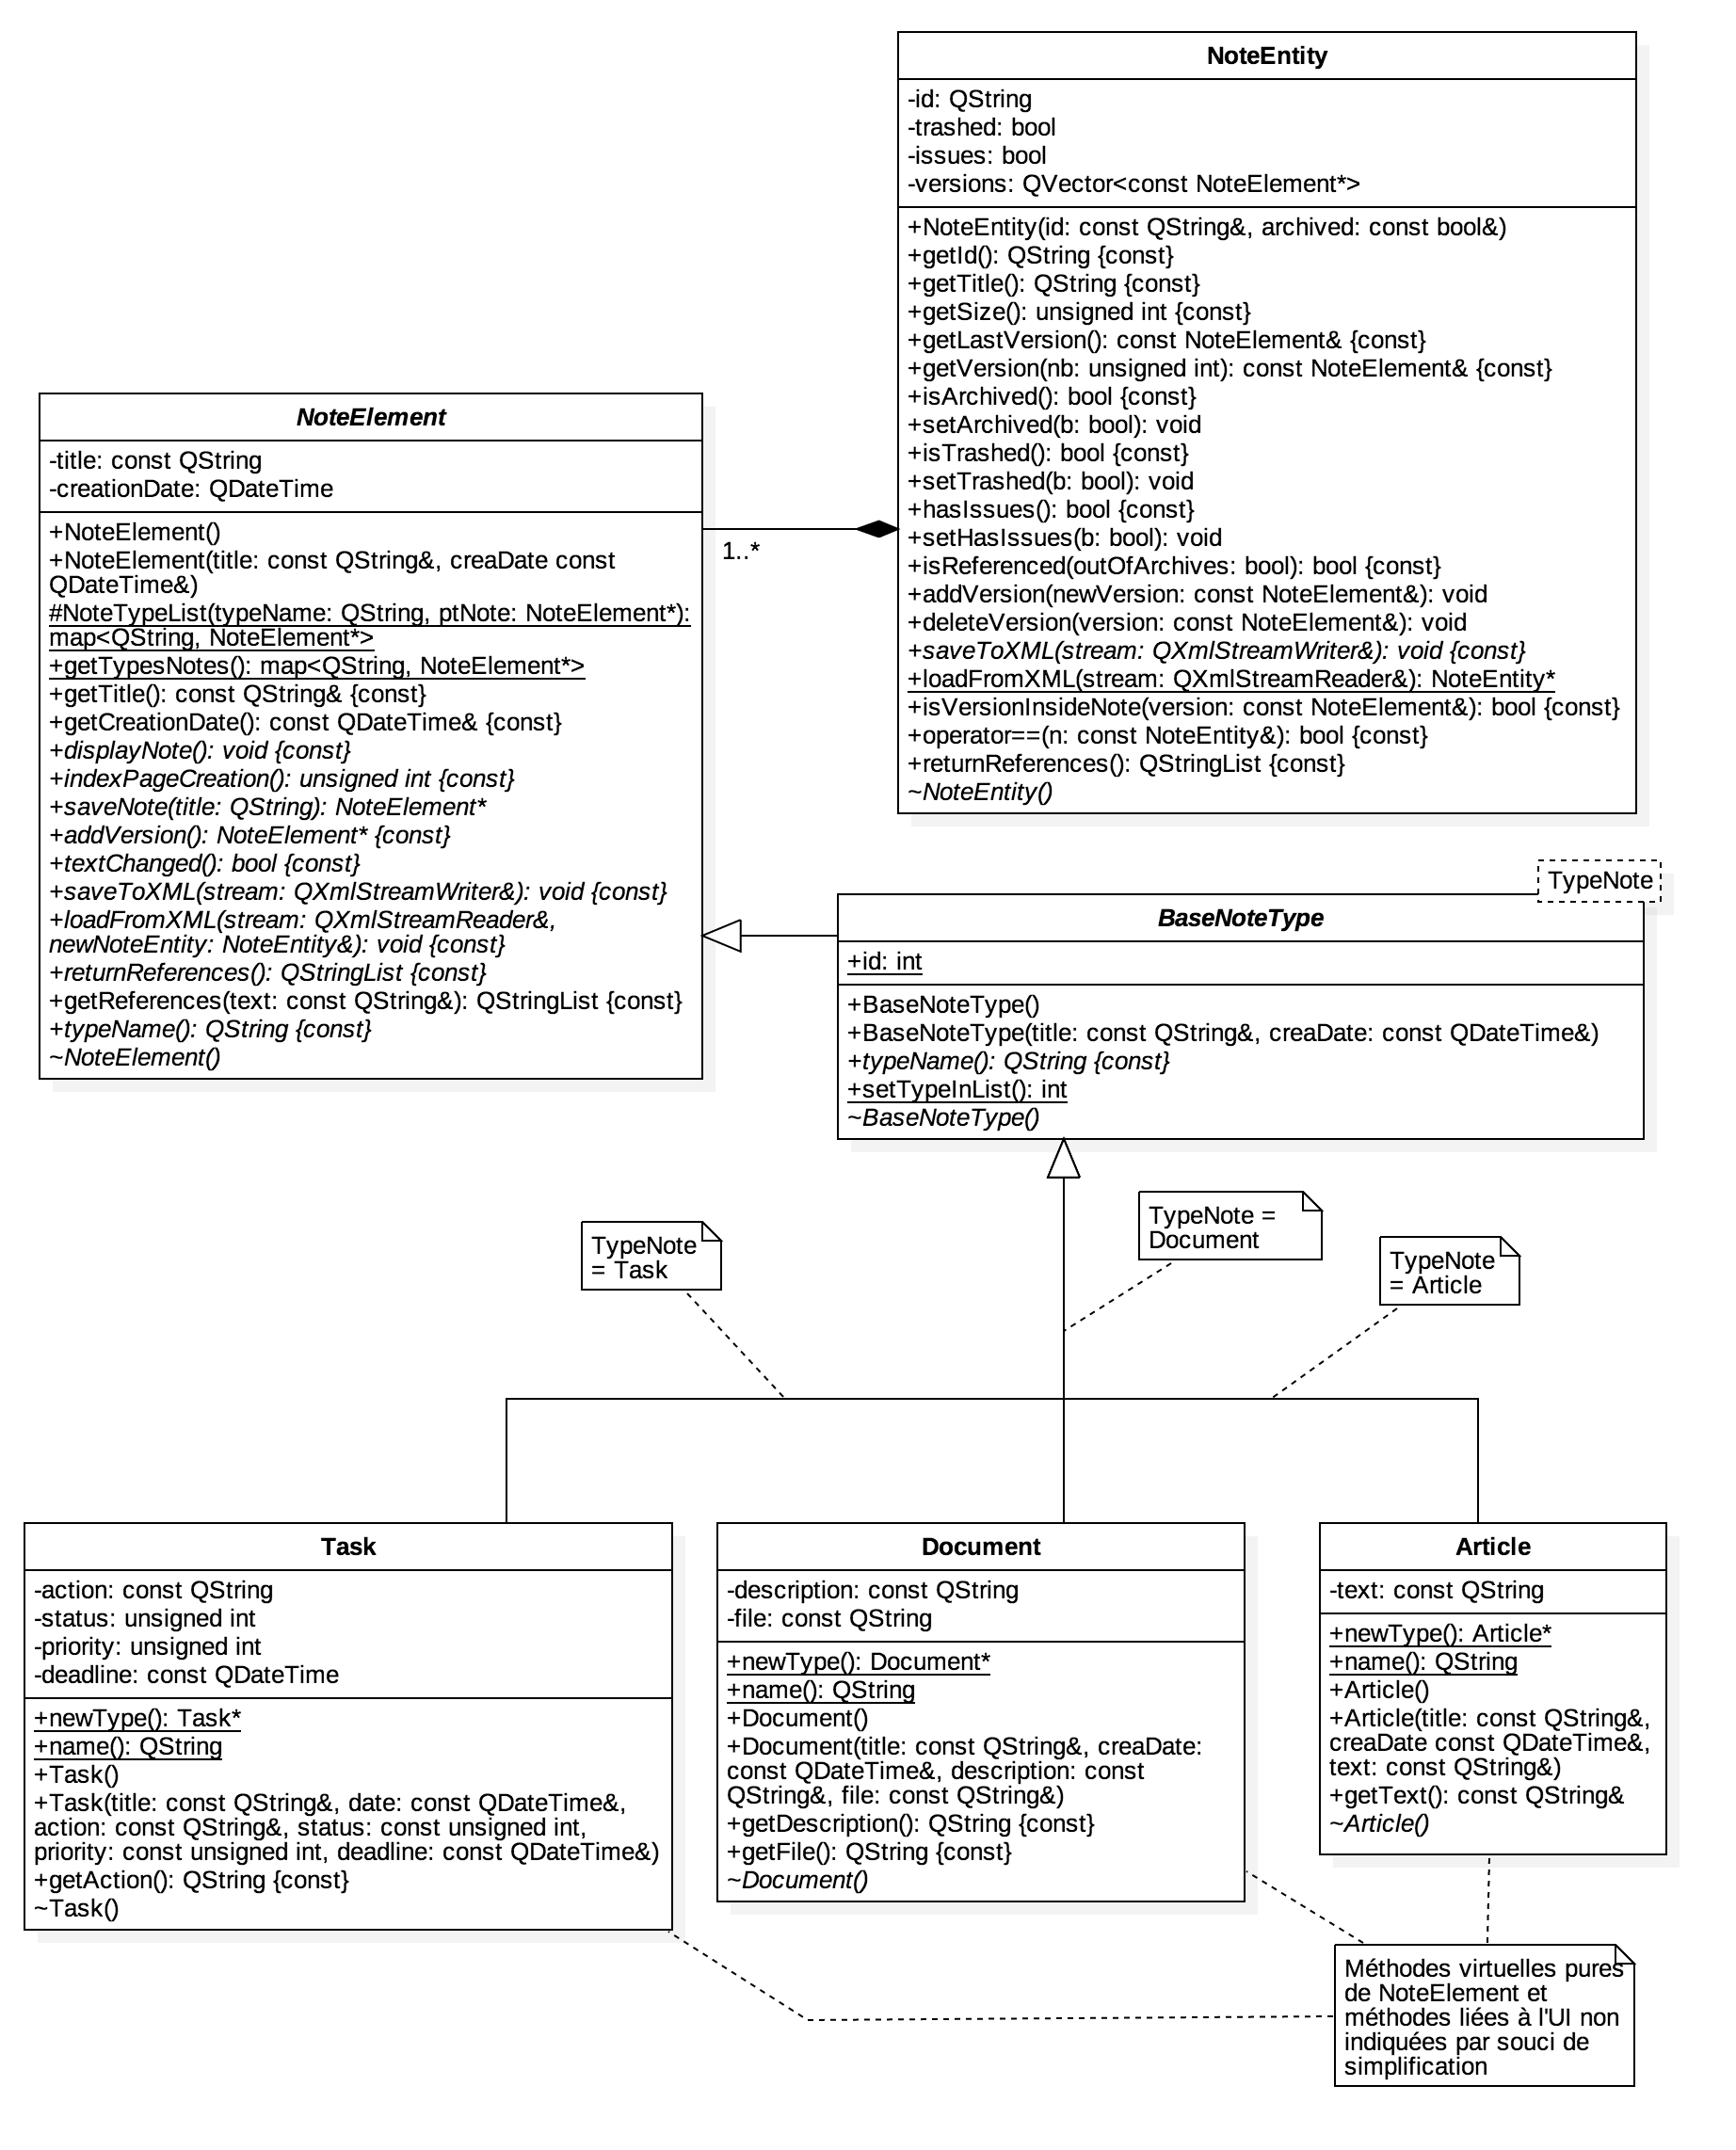 NoteEntity
-id: QString
-trashed: bool
-issues: bool
-versions: QVector<const NoteElement*>
+NoteEntity(id: const QString&, archived: const bool&)
+getId(): QString {const}
+getTitle(): QString {const}
+getSize(): unsigned int {const}
+getLastVersion(): const NoteElement& {const}
+getVersion(nb: unsigned int): const NoteElement& {const}
+isArchived(): bool {const}
+setArchived(b: bool): void
+isTrashed(): bool {const}
+setTrashed(b: bool): void
+hasIssues(): bool {const}
+setHasIssues(b: bool): void
+isReferenced(outOfArchives: bool): bool {const}
+addVersion(newVersion: const NoteElement&): void
+deleteVersion(version: const NoteElement&): void
+saveToXML(stream: QXmlStreamWriter&): void {const}
+loadFromXML(stream: QXmlStreamReader&): NoteEntity*
+isVersionInsideNote(version: const NoteElement&): bool {const}
+operator==(n: const NoteEntity&): bool {const}
+returnReferences(): QStringList {const}
~NoteEntity()
NoteElement
-title: const QString
-creationDate: QDateTime
+NoteElement()
+NoteElement(title: const QString&, creaDate const
QDateTime&)
#NoteTypeList(typeName: QString, ptNote: NoteElement*):
map<QString, NoteElement*>
+getTypesNotes(): map<QString, NoteElement*>
+getTitle(): const QString& {const}
+getCreationDate(): const QDateTime& {const}
+displayNote(): void {const}
+indexPageCreation(): unsigned int {const}
+saveNote(title: QString): NoteElement*
+addVersion(): NoteElement* {const}
+textChanged(): bool {const}
+saveToXML(stream: QXmlStreamWriter&): void {const}
+loadFromXML(stream: QXmlStreamReader&,
newNoteEntity: NoteEntity&): void {const}
+returnReferences(): QStringList {const}
+getReferences(text: const QString&): QStringList {const}
+typeName(): QString {const}
~NoteElement()
1..*
TypeNote
BaseNoteType
+id: int
+BaseNoteType()
+BaseNoteType(title: const QString&, creaDate: const QDateTime&)
+typeName(): QString {const}
+setTypeInList(): int
~BaseNoteType()
TypeNote
= Task
TypeNote =
Document
TypeNote
= Article
Task
-action: const QString
-status: unsigned int
-priority: unsigned int
-deadline: const QDateTime
+newType(): Task*
+name(): QString
+Task()
+Task(title: const QString&, date: const QDateTime&,
action: const QString&, status: const unsigned int,
priority: const unsigned int, deadline: const QDateTime&)
+getAction(): QString {const}
~Task()
Document
-description: const QString
-file: const QString
+newType(): Document*
+name(): QString
+Document()
+Document(title: const QString&, creaDate:
const QDateTime&, description: const
QString&, file: const QString&)
+getDescription(): QString {const}
+getFile(): QString {const}
~Document()
Article
-text: const QString
+newType(): Article*
+name(): QString
+Article()
+Article(title: const QString&,
creaDate const QDateTime&,
text: const QString&)
+getText(): const QString&
~Article()
Méthodes virtuelles pures
de NoteElement et
méthodes liées à l'UI non
indiquées par souci de
simplification